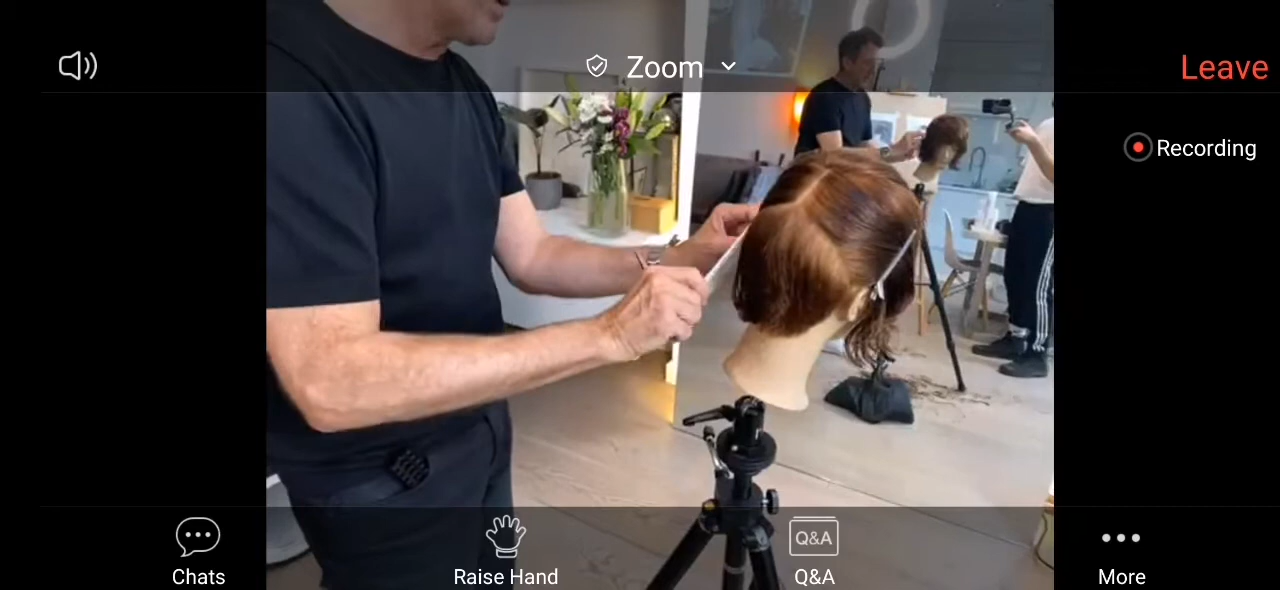 Zoom
Leave
Recording
Chats
Raise Hand
Q&A
Q&A
More